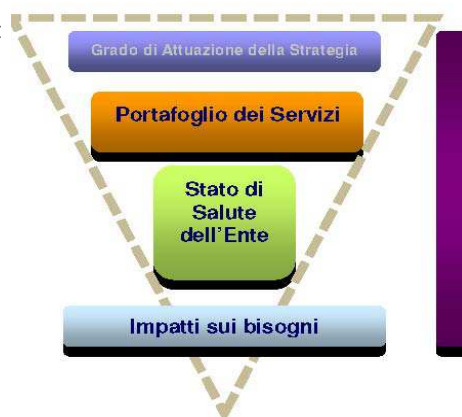 Grado di Attuazione della Strategia
Portafoglio dei Servizi
Stato di
Salute
dell'Ente
Impatti sui bisogni